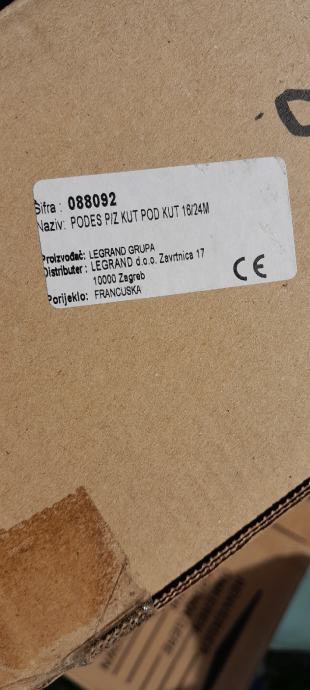 Šifra : 088092
Naziv: PODES P/Z KUT POD KUT 16/24M
Proizvođač: LEGRAND GRUPA
Distributer : LEGRAND d.o.o. Zavrtnica 17
10000 Zagreb
Porijeklo: FRANCUSKA
CE